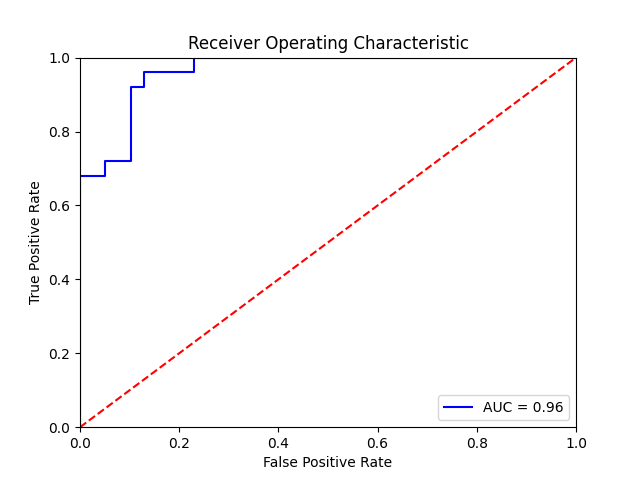 Receiver Operating Characteristic
1.0
0.8
0.6
0.4
0.2
0.0
True Positive Rate
AUC = 0.96
0.0 0.2 0.4 0.6 0.8 1.0
False Positive Rate